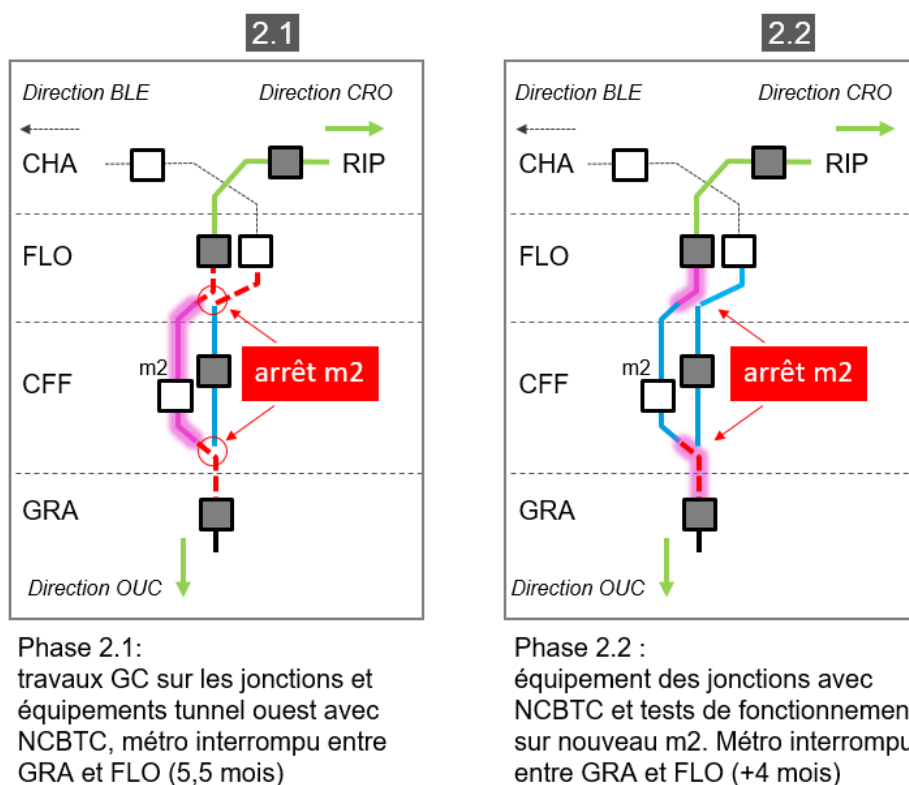 2.1
Direction BLE Direction CRO
CHA RIP
FLO
m2 arrêt m2
CFF
GRA
Direction OUC
Phase 2.1:
travaux GC sur les jonctions et
équipements tunnel ouest avec
NCBTC, métro interrompu entre
GRA et FLO (5,5 mois)
2.2
Direction BLE Direction CRO
CHA RIP
FLO
m2 arrêt m2
CFF
GRA
Direction OUC
Phase 2.2 :
équipement des jonctions avec
NCBTC et tests de fonctionnemen
sur nouveau m2. Métro interrompu
entre GRA et FLO (+4 mois)